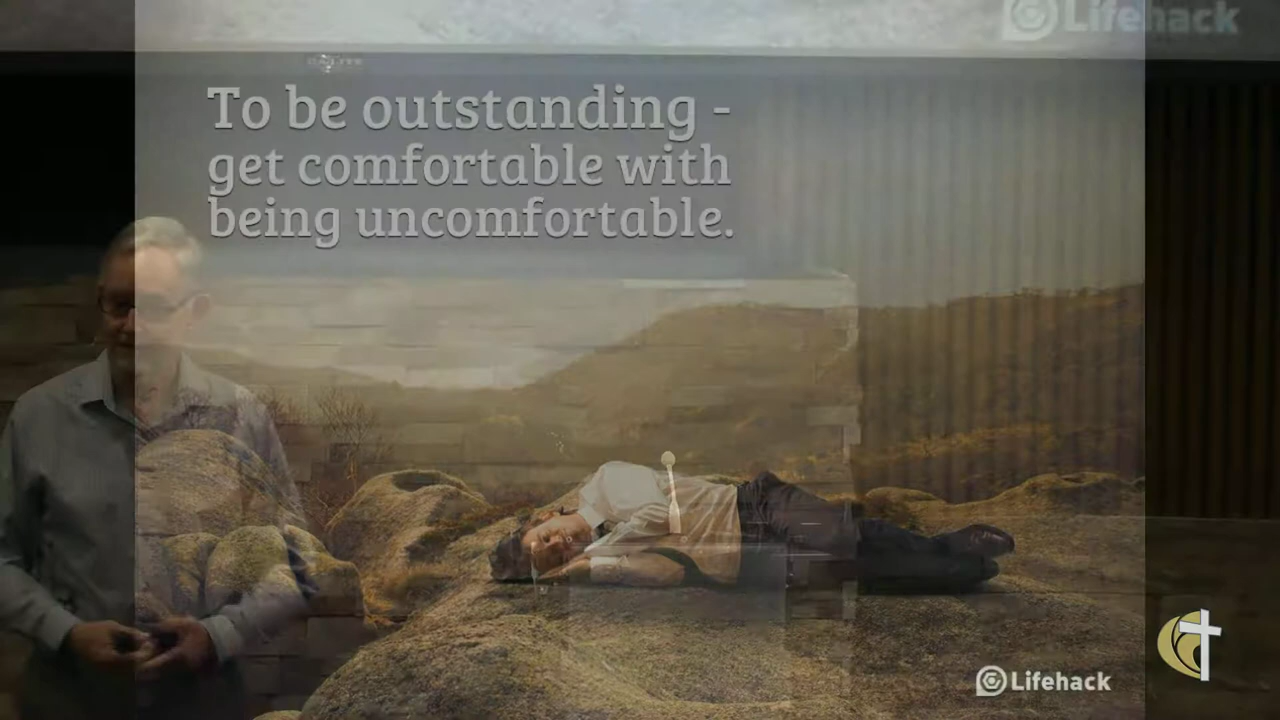 Lifehack
To be outstanding -
get comfortable with
being uncomfortable.
Lifehack